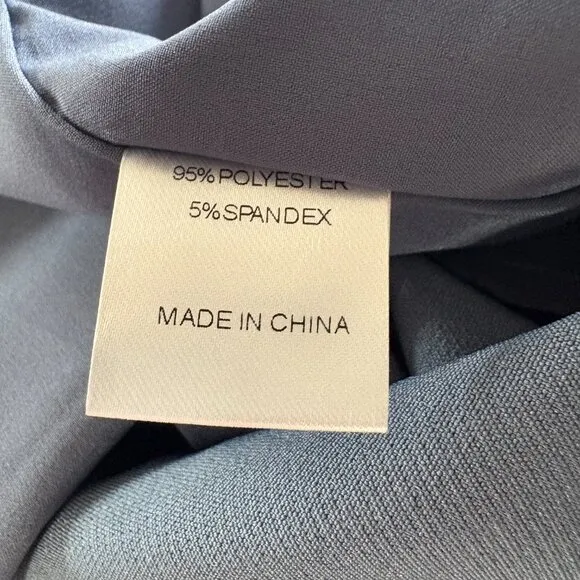 95% POLYESTER
5% SPANDEX
MADE IN CHINA